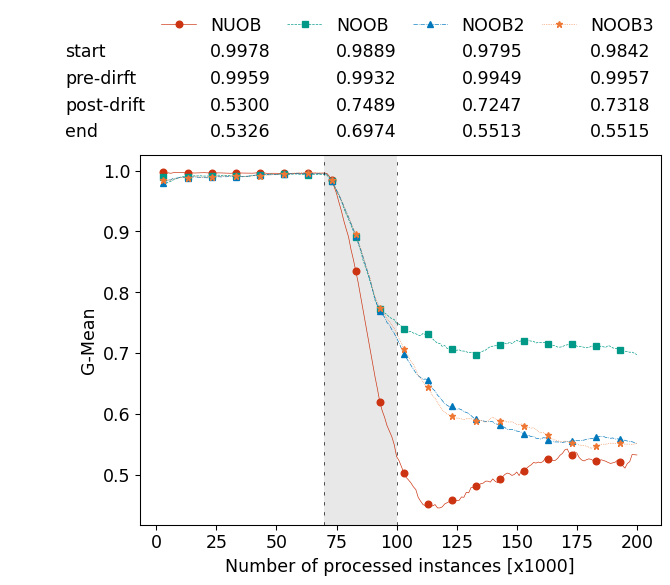 NUOB NOOB NOOB2 NOOB3
start 0.9978 0.9889 0.9795 0.9842
pre-dirft 0.9959 0.9932 0.9949 0.9957
post-drift 0.5300 0.7489 0.7247 0.7318
end 0.5326 0.6974 0.5513 0.5515
1.0
0.9
0.8
0.7
0.6
0.5
G-Mean
0 25 50 75 100 125 150 175 200
Number of processed instances [x1000]